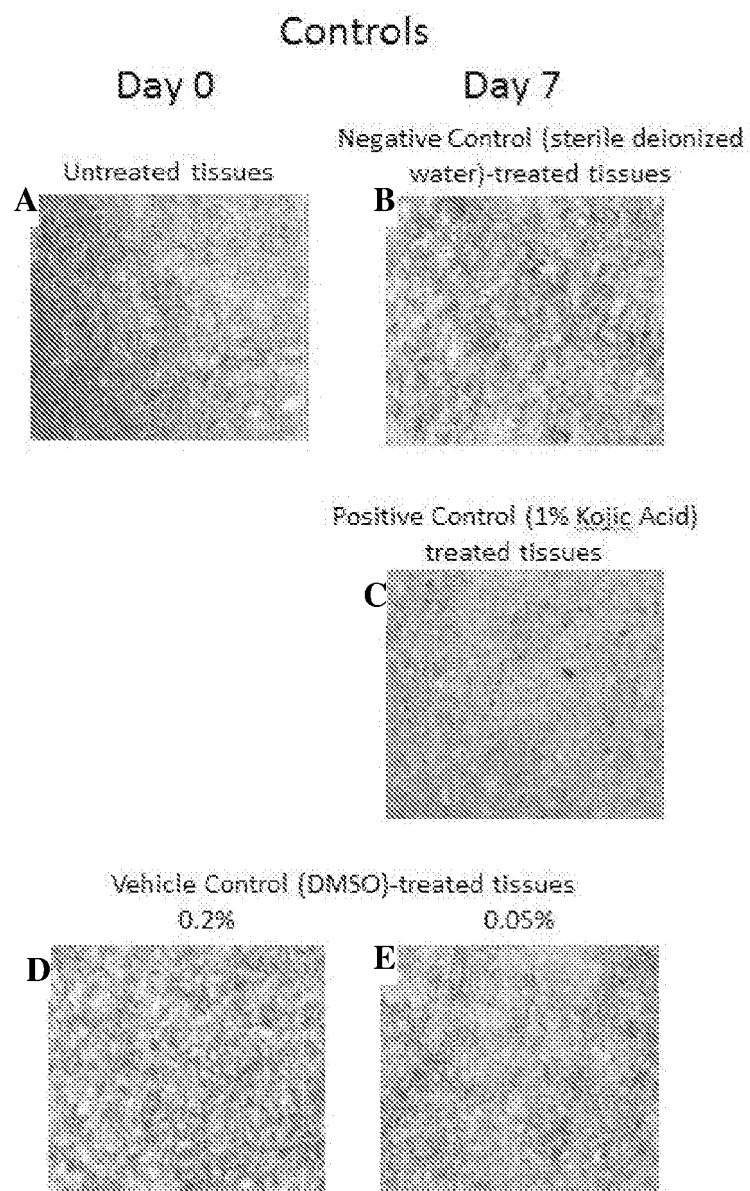 Controls
Day 0
Day 7
Untreated tissues
Negative Control (sterile deionized
water)-treated tissues
A
B
Positive Control (1% Kojic Acid)
treated tissues
C
Vehicle Control (DMSO)-treated tissues
0.2%
0.05%
D
E